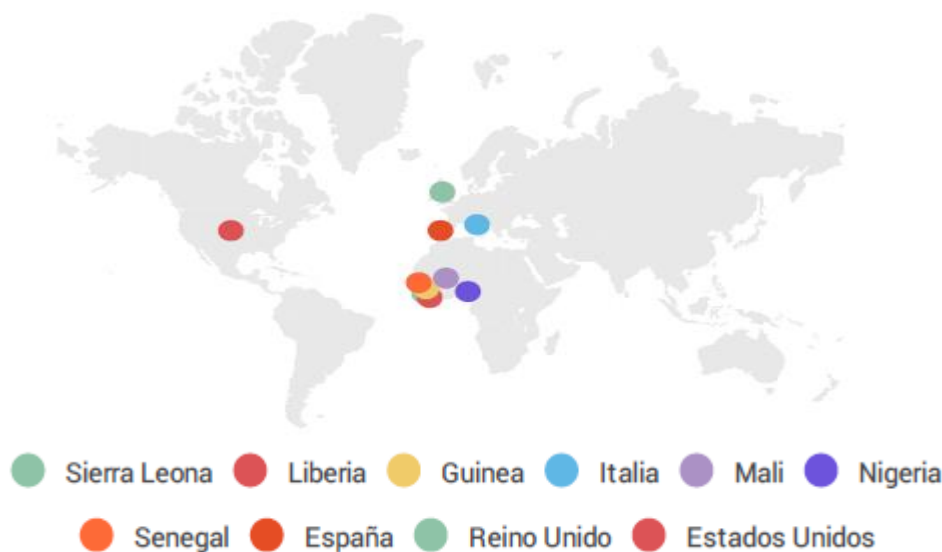 Sierra Leona Liberia Guinea Italia Mali Nigeria
Senegal España Reino Unido Estados Unidos